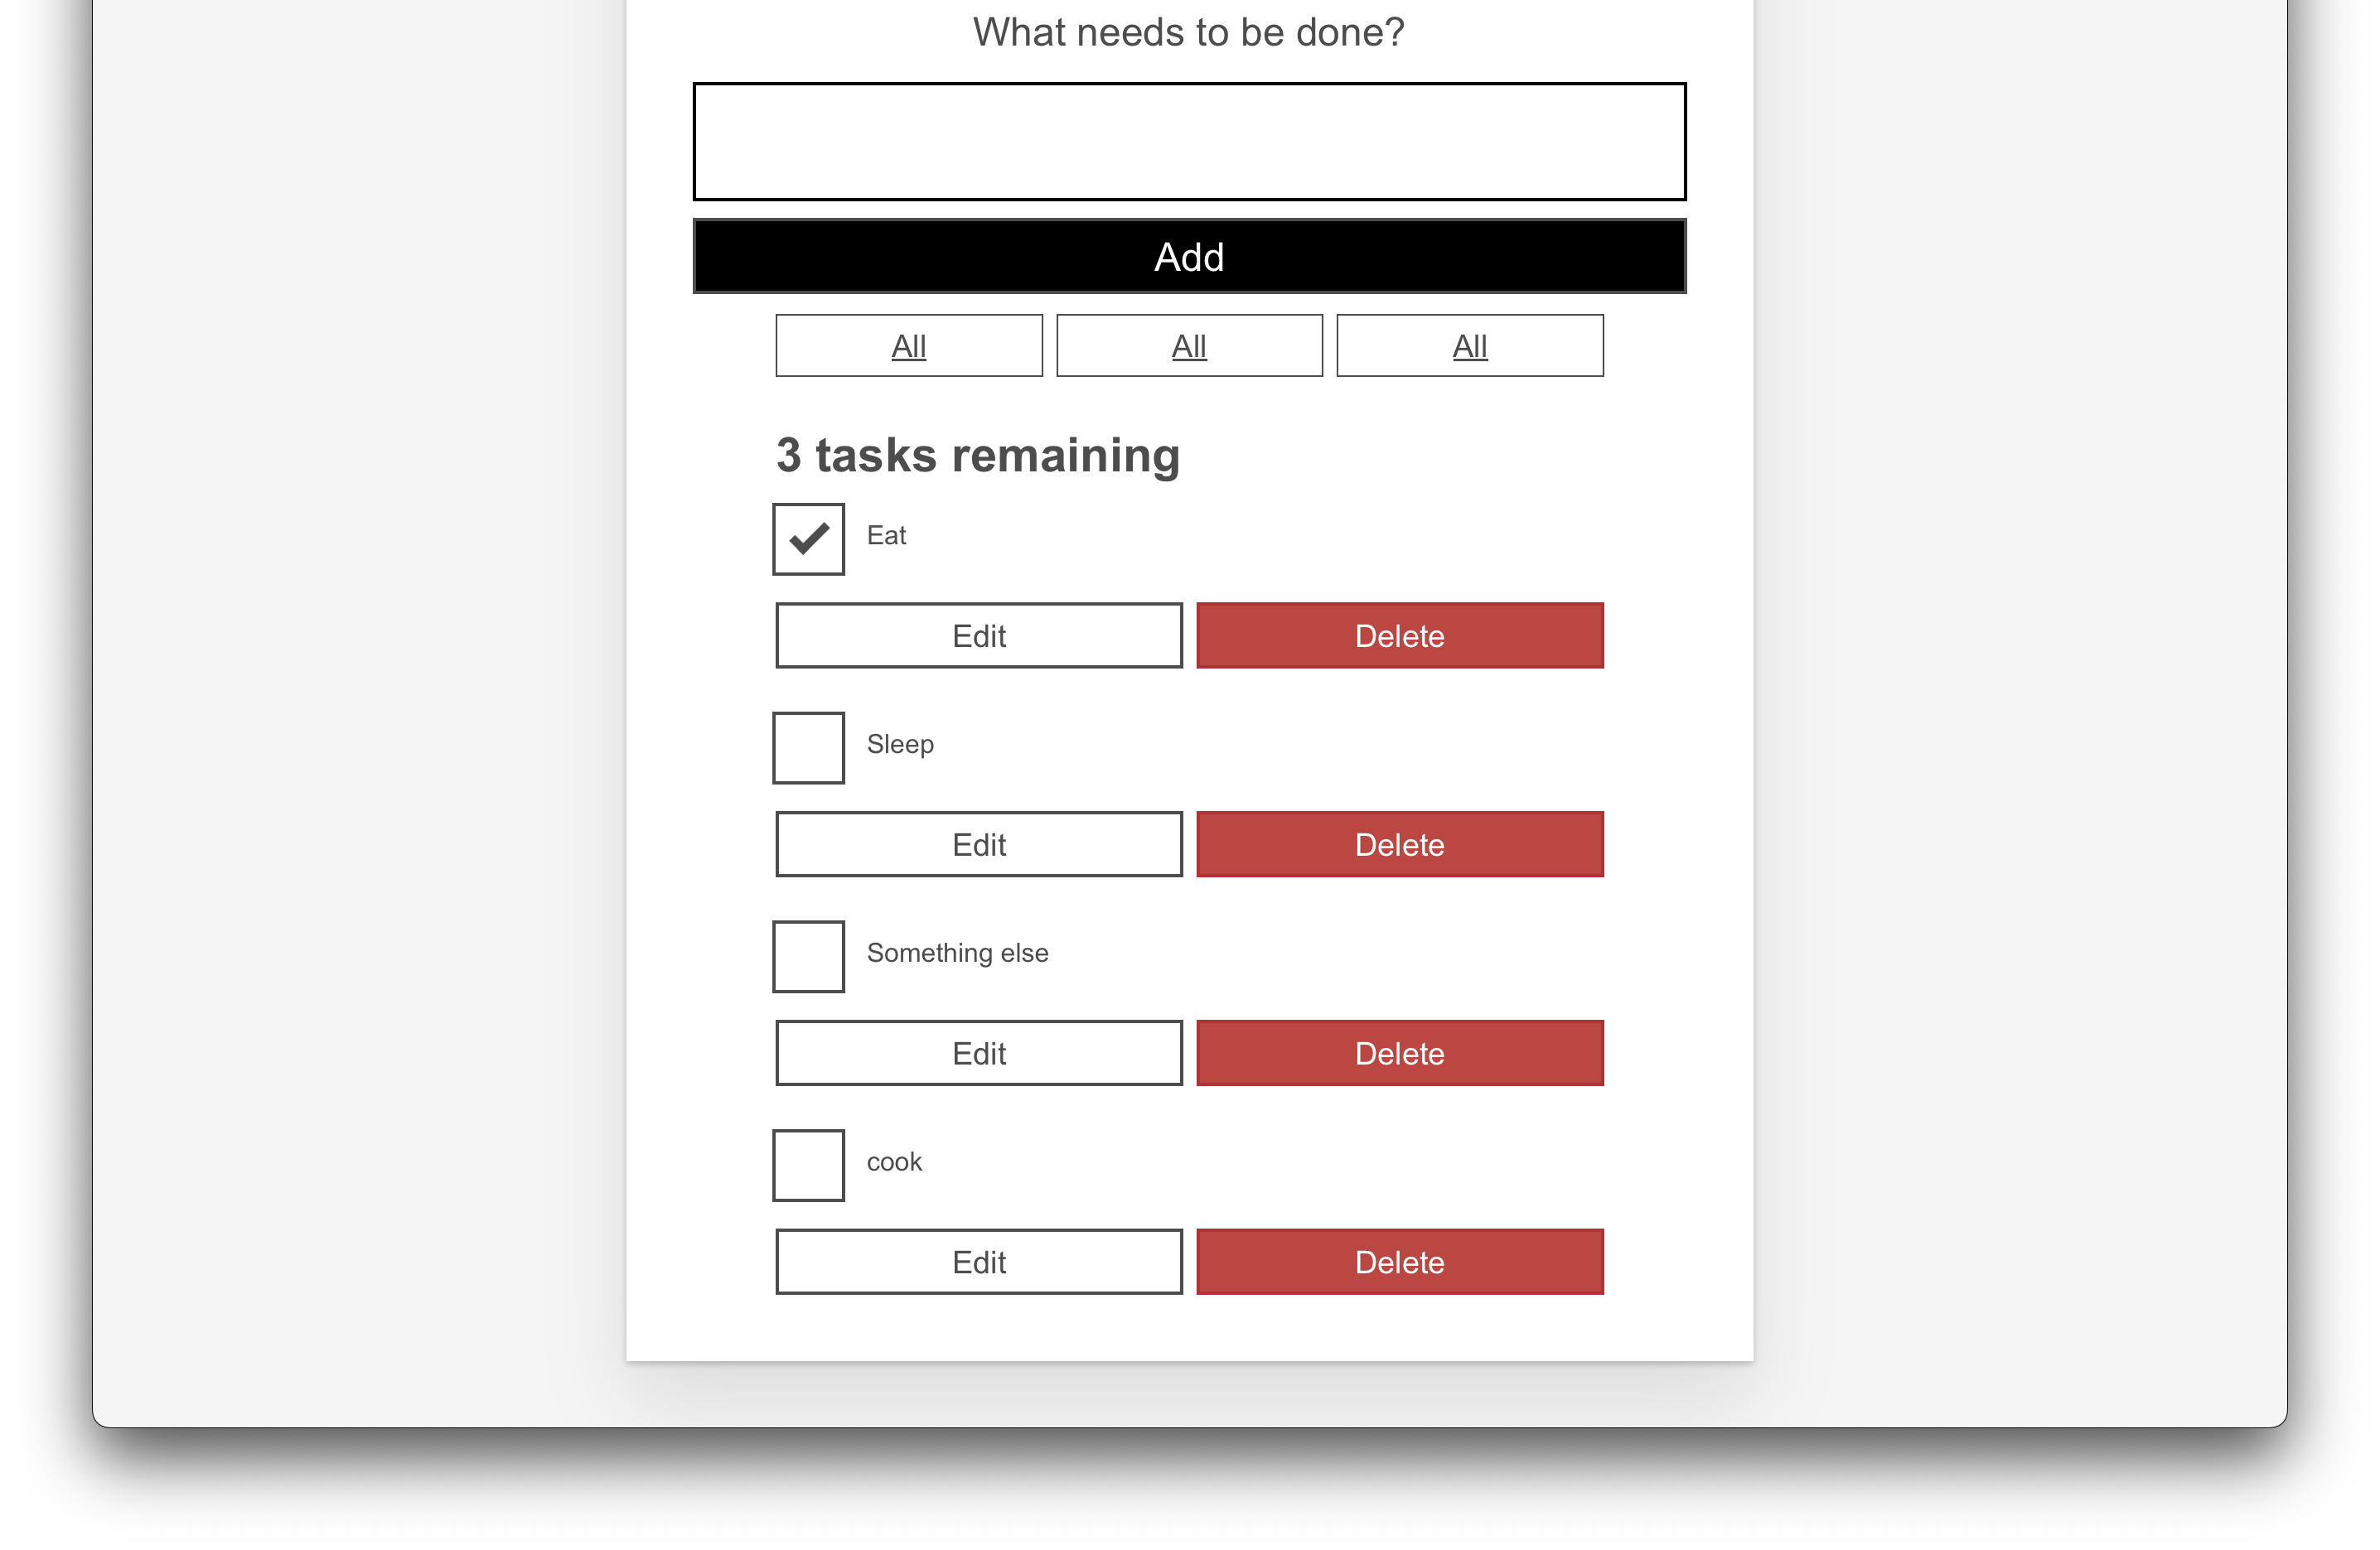 What needs to be done?
Add
All All All
3 tasks remaining
Eat
Edit Delete
Sleep
Edit Delete
Something else
Edit Delete
cook
Edit Delete